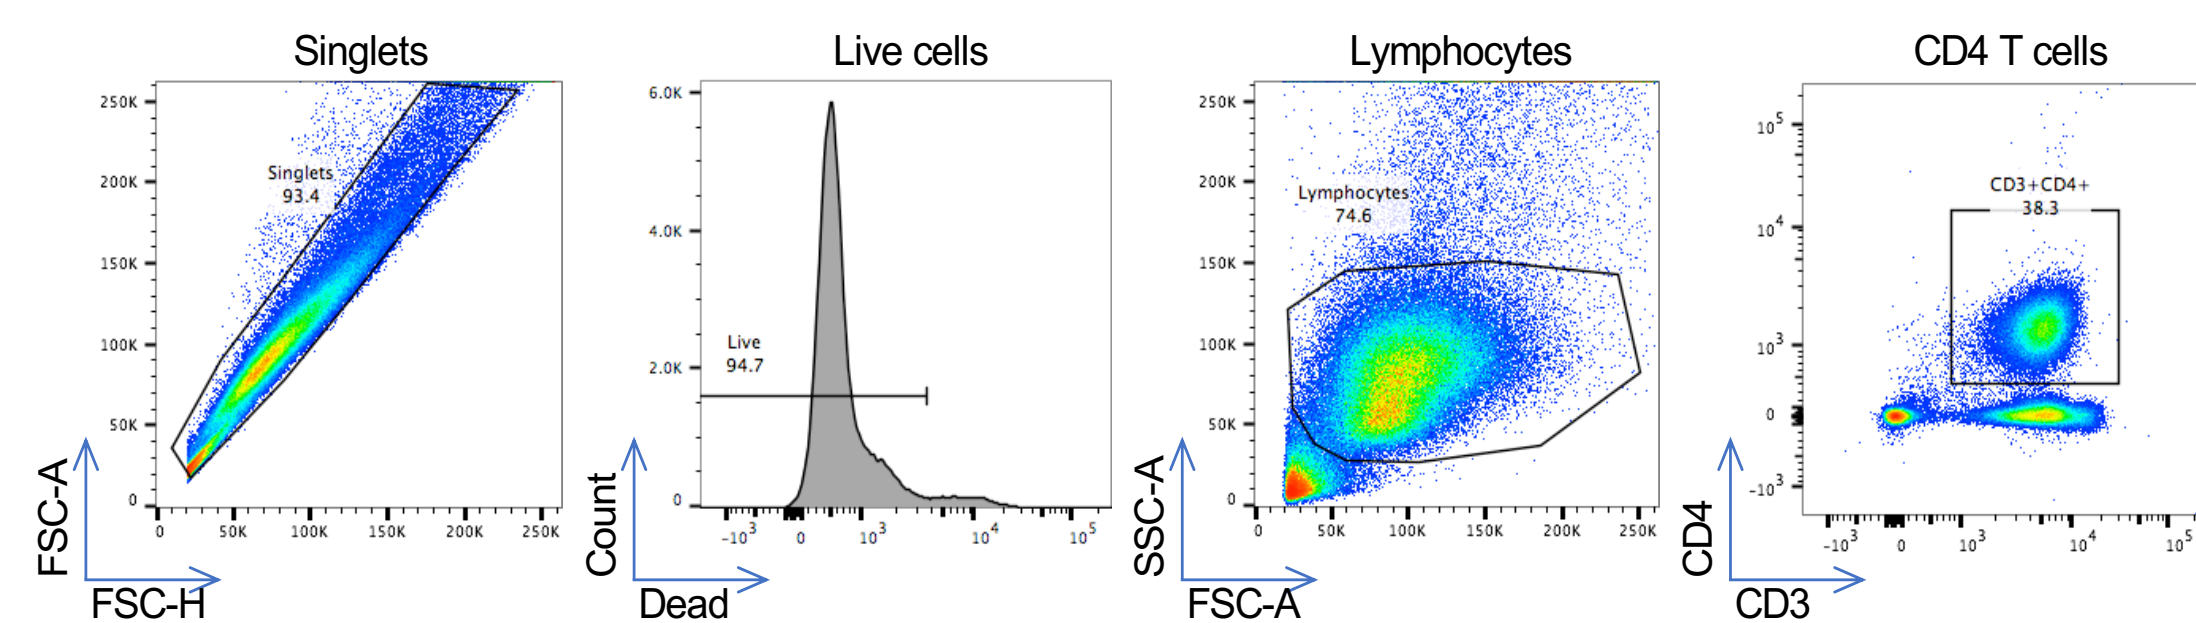 Singlets
250K
200K
150K
100K
50K
0
Singlets
93.4
0 50K 100K 150K 200K 250K
FSC-A
FSC-H
Live cells
6.0K
4.0K
2.0K
0
Live
94.7
-10³ 0 10³ 10⁴ 10⁵
Count
Dead
Lymphocytes
250K
200K
150K
100K
50K
0
Lymphocytes
74.6
0 50K 100K 150K 200K 250K
SSC-A
FSC-A
CD4 T cells
10⁵
10⁴
10³
0
-10³
CD3+CD4+
38.3
-10³ 0 10³ 10⁴ 10⁵
CD4
CD3